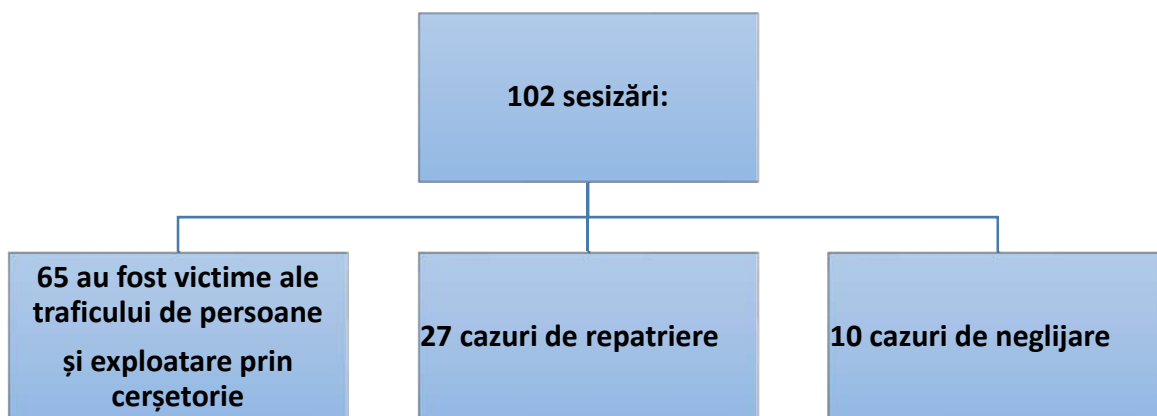 102 sesizări:
65 au fost victime ale
traficului de persoane
și exploatare prin
cerșetorie
27 cazuri de repatriere
10 cazuri de neglijare